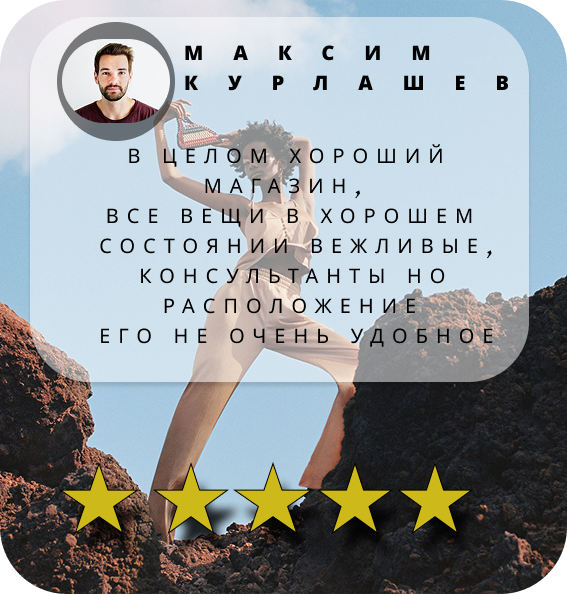 МАКСИМ
КУРЛАШЕВ
В ЦЕЛОМ ХОРОШИЙ
МАГАЗИН,
ВСЕ ВЕЩИ В ХОРОШЕМ
СОСТОЯНИИ ВЕЖЛИВЫЕ,
КОНСУЛЬТАНТЫ НО
РАСПОЛОЖЕНИЕ
ЕГО НЕ ОЧЕНЬ УДОБНОЕ